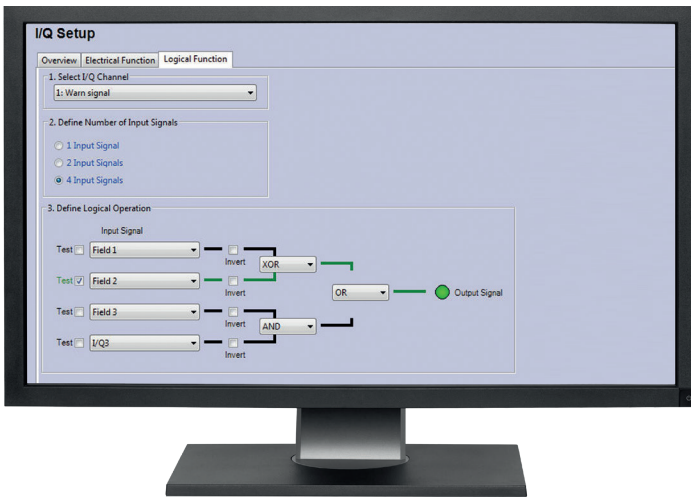 I/Q Setup
Overview Electrical Function Logical Function
1. Select I/Q Channel
1: Warn signal
2. Define Number of Input Signals
1 Input Signal
2 Input Signals
4 Input Signals
3. Define Logical Operation
Input Signal
Test Field 1
Invert
XOR
Test Field 2
Invert
OR
Output Signal
Test Field 3
Invert
AND
Test I/Q3
Invert